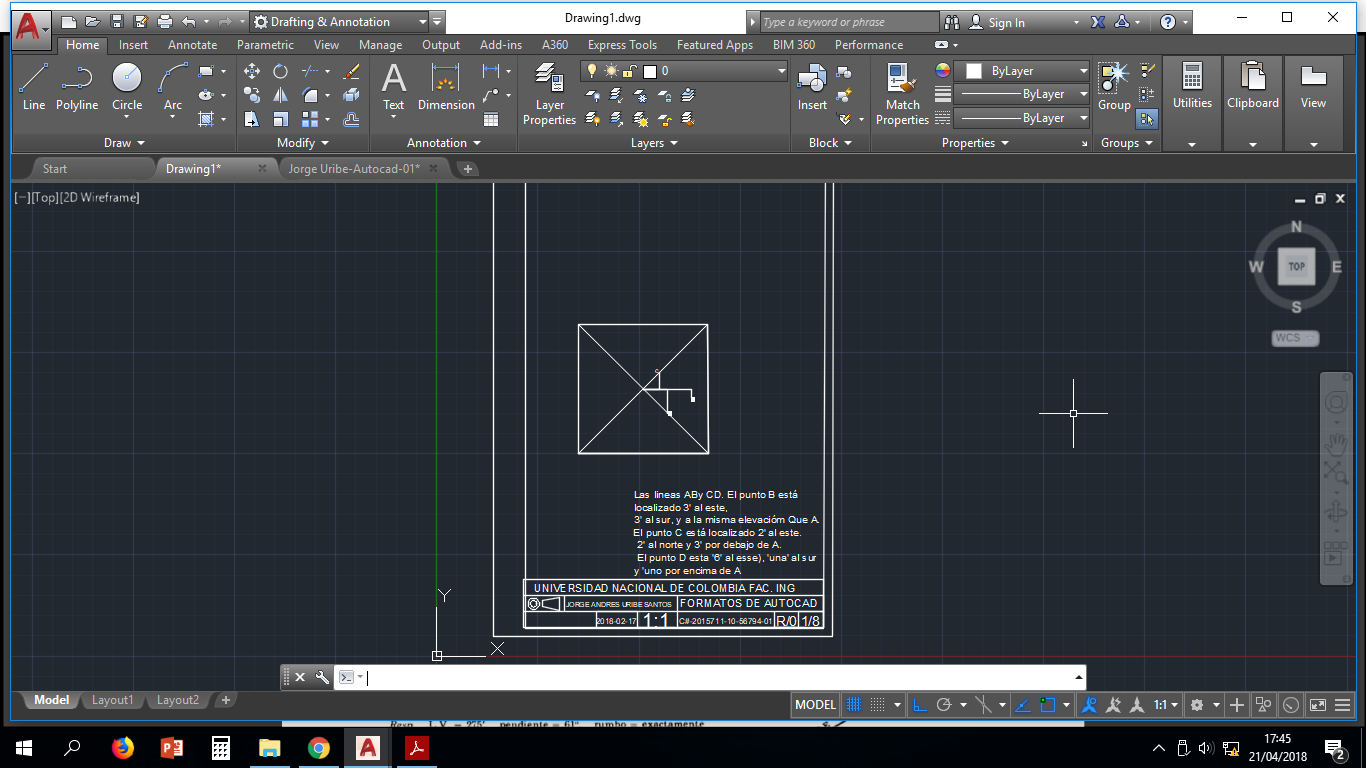 Drafting & Annotation
Drawing1.dwg
Type a keyword or phrase
Sign In
Home Insert Annotate Parametric View Manage Output Add-ins A360 Express Tools Featured Apps BIM 360 Performance
Line Polyline Circle Arc
Text Dimension
Layer Properties
0
Insert
Match Properties
ByLayer
ByLayer
ByLayer
Group
Utilities
Clipboard
View
Draw Modify Annotation Layers Block Properties Groups
Start Drawing1* Jorge Uribe-Autocad-01*
[−][Top][2D Wireframe]
N
W TOP E
S
WCS
Las lineas ABy CD. El punto B está
localizado 3' al este,
3' al sur, y a la misma elevacióm Que A.
El punto C está localizado 2' al este.
2' al norte y 3' por debajo de A.
El punto D esta '6' al esse), 'una' al sur
y 'uno por encima de A
UNIVERSIDAD NACIONAL DE COLOMBIA FAC. ING
JORGE ANDRES URIBE SANTOS FORMATOS DE AUTOCAD
2018-02-17 1:1 C#-2015711-10-56794-01 R/0 1/8
Y
X
Model Layout1 Layout2
MODEL 1:1
Resp. L.V. = 275' pendiente = 61° rumbo = exactamente
17:45
21/04/2018
2